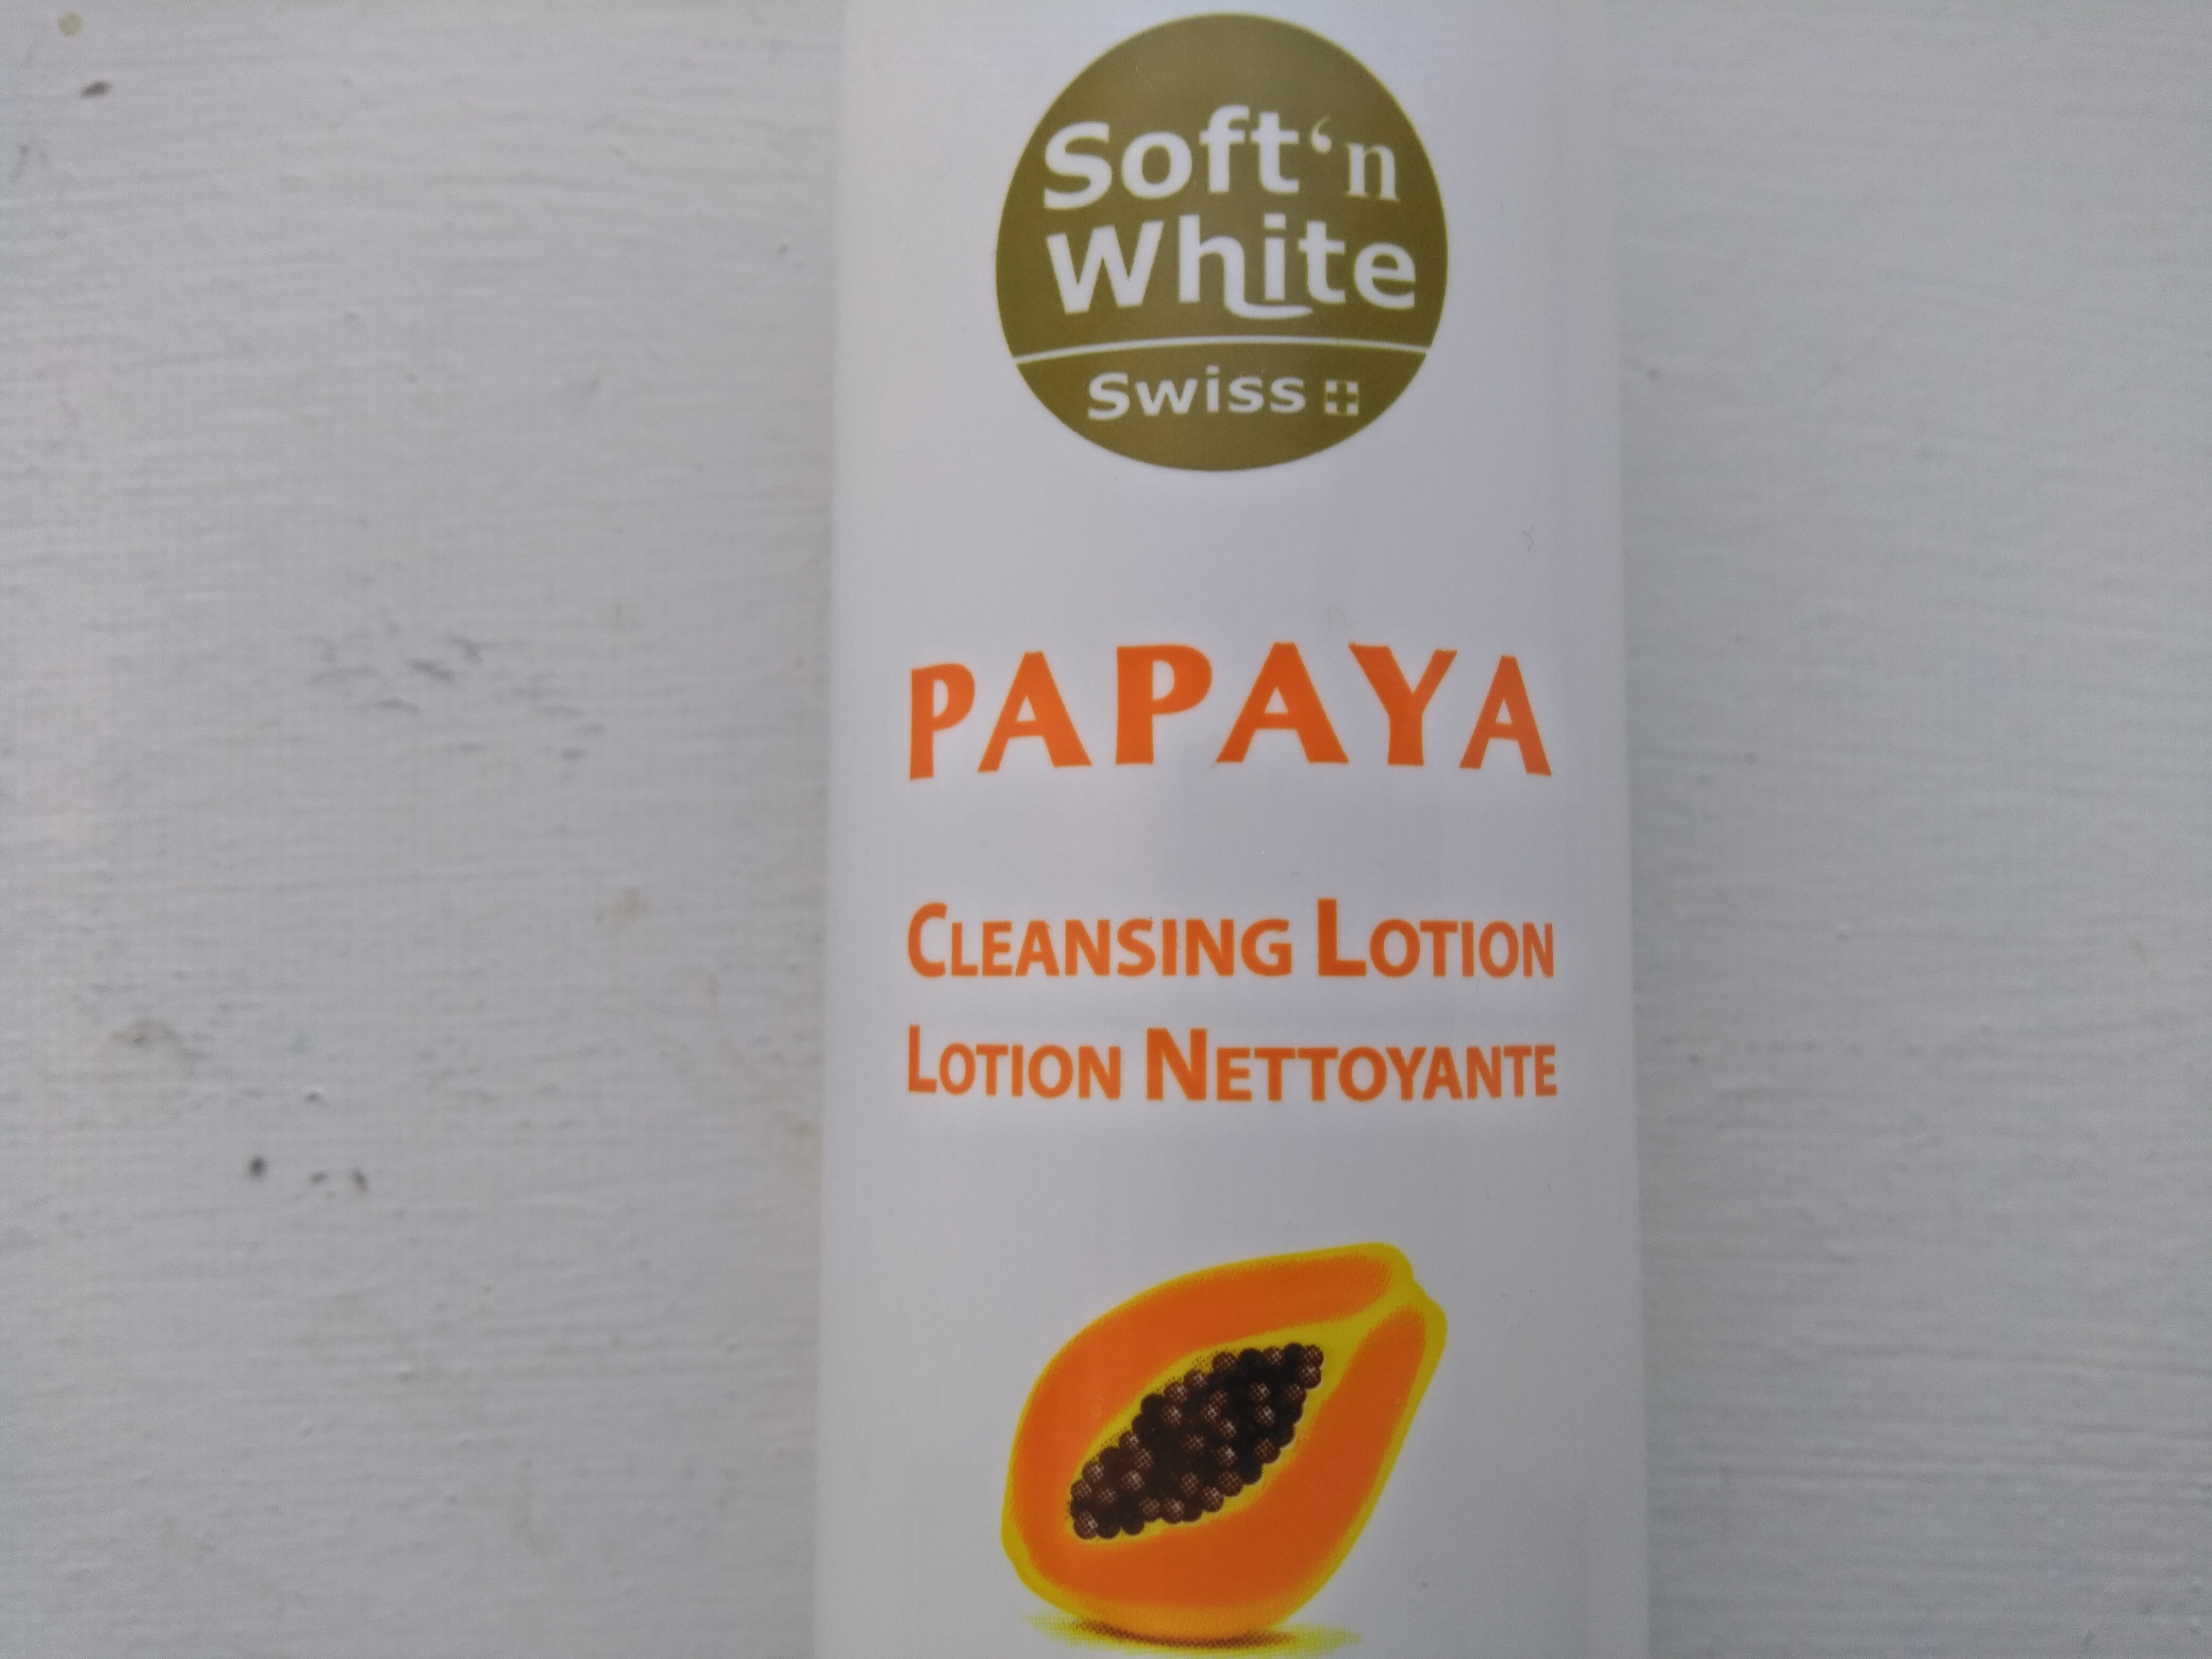 Soft‘n
White
Swiss
PAPAYA
CLEANSING LOTION
LOTION NETTOYANTE